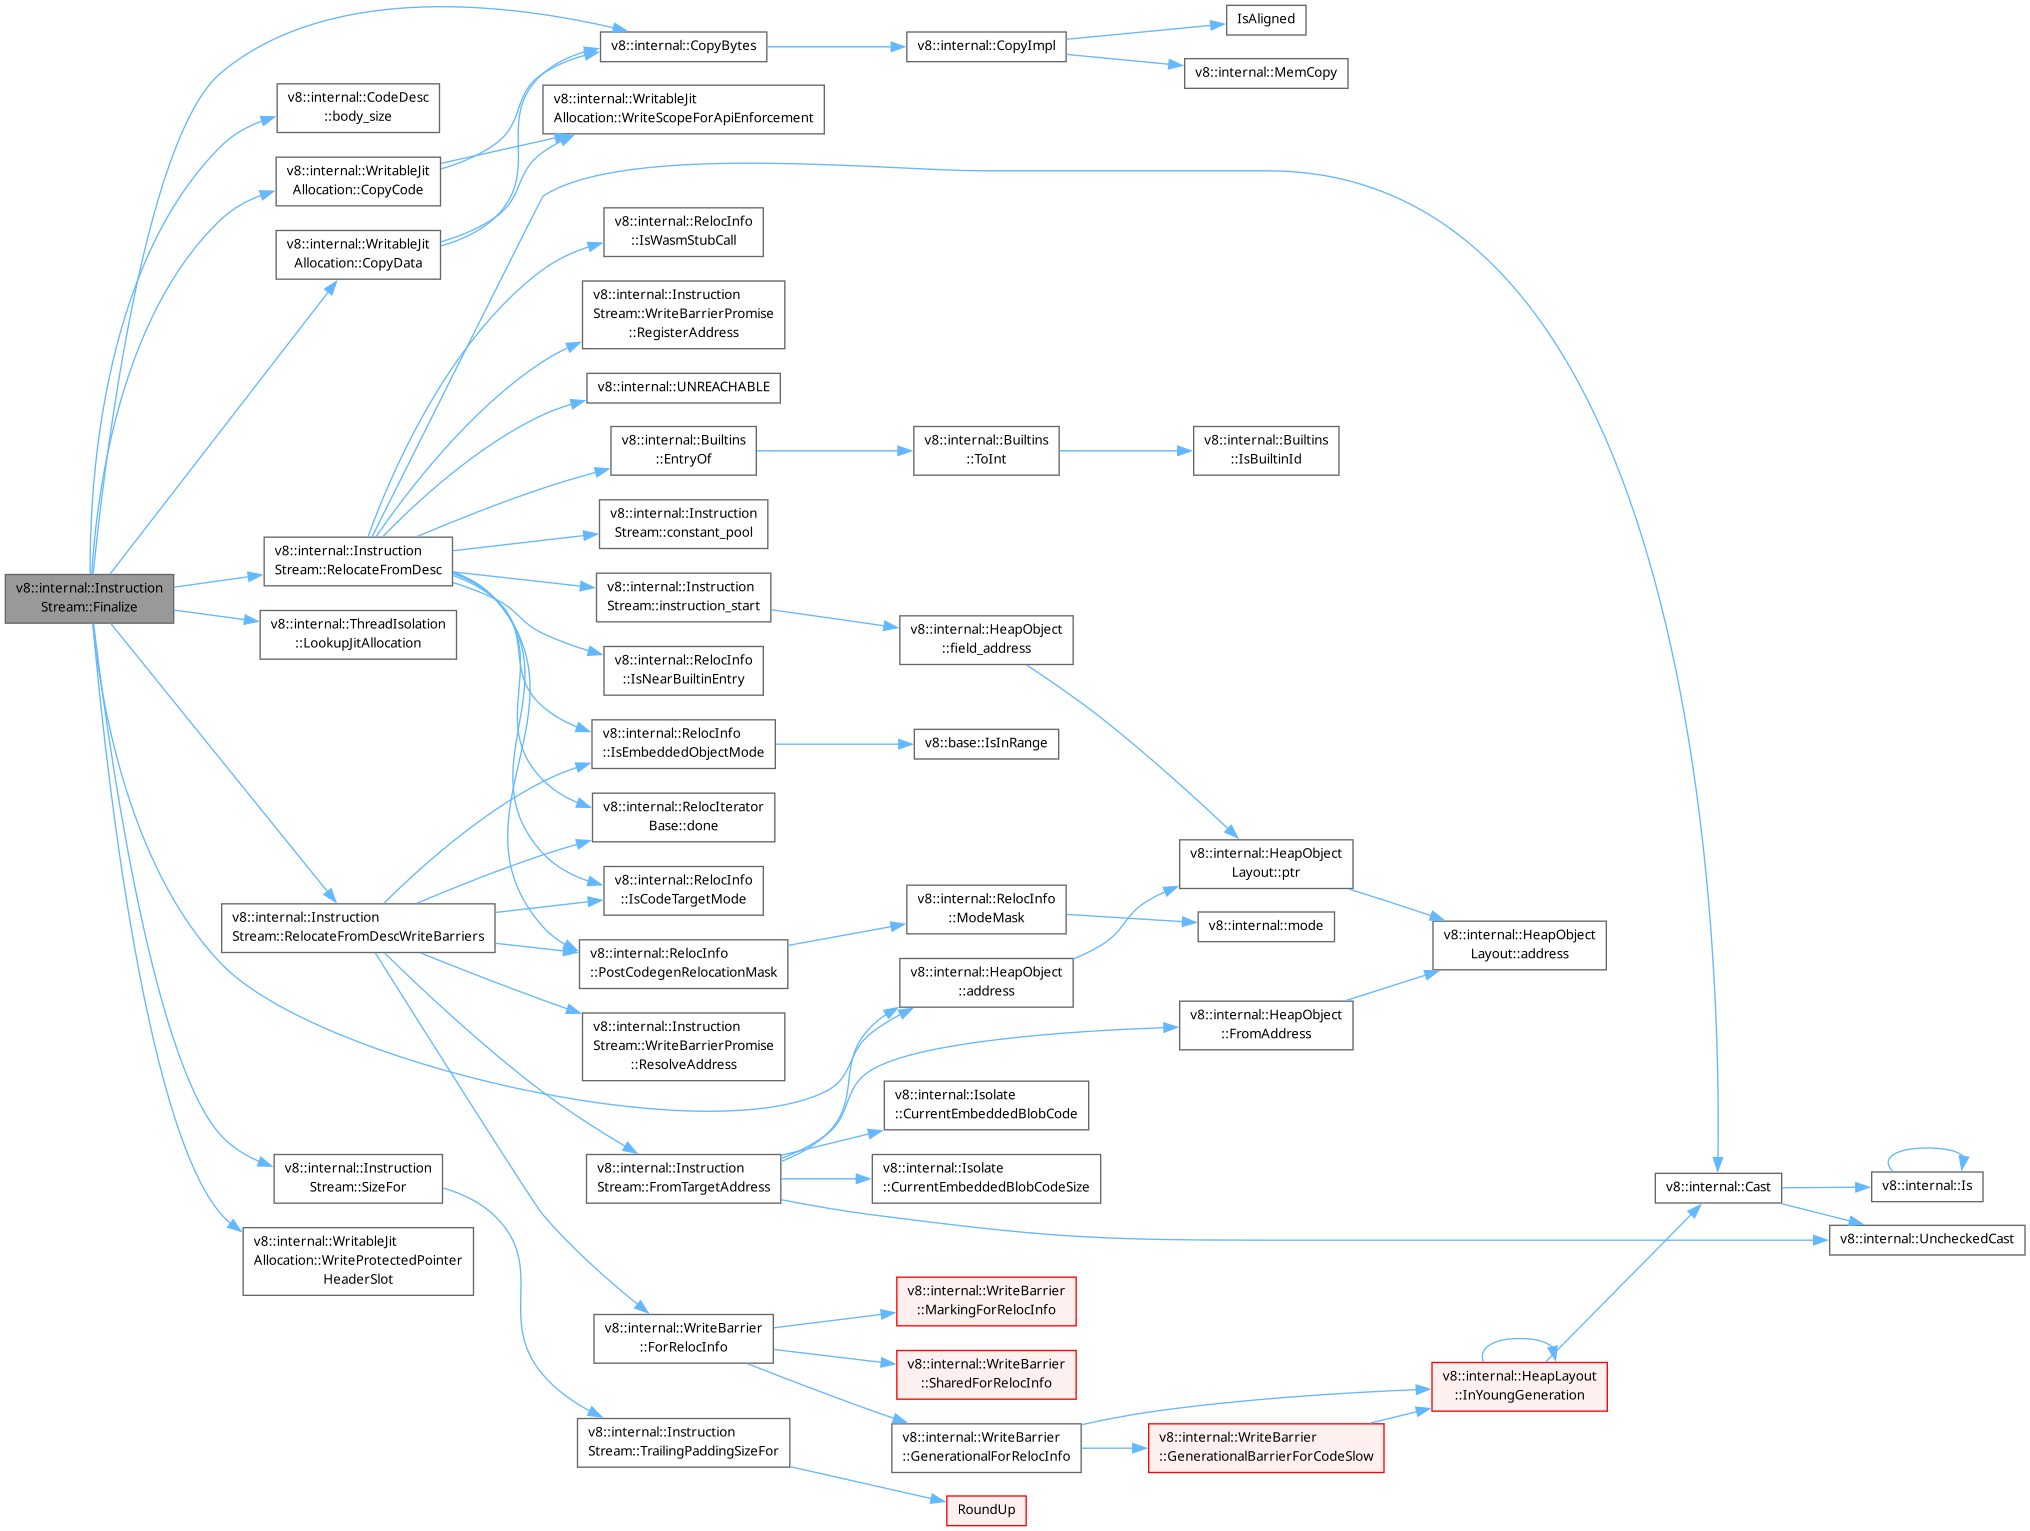 v8::internal::Instruction
Stream::Finalize
v8::internal::CodeDesc
::body_size
v8::internal::WritableJit
Allocation::CopyCode
v8::internal::WritableJit
Allocation::CopyData
v8::internal::Instruction
Stream::RelocateFromDesc
v8::internal::ThreadIsolation
::LookupJitAllocation
v8::internal::Instruction
Stream::RelocateFromDescWriteBarriers
v8::internal::Instruction
Stream::SizeFor
v8::internal::WritableJit
Allocation::WriteProtectedPointer
HeaderSlot
v8::internal::CopyBytes
v8::internal::WritableJit
Allocation::WriteScopeForApiEnforcement
v8::internal::RelocInfo
::IsWasmStubCall
v8::internal::Instruction
Stream::WriteBarrierPromise
::RegisterAddress
v8::internal::UNREACHABLE
v8::internal::Builtins
::EntryOf
v8::internal::Instruction
Stream::constant_pool
v8::internal::Instruction
Stream::instruction_start
v8::internal::RelocInfo
::IsNearBuiltinEntry
v8::internal::RelocInfo
::IsEmbeddedObjectMode
v8::internal::RelocIterator
Base::done
v8::internal::RelocInfo
::IsCodeTargetMode
v8::internal::RelocInfo
::PostCodegenRelocationMask
v8::internal::Instruction
Stream::WriteBarrierPromise
::ResolveAddress
v8::internal::Instruction
Stream::FromTargetAddress
v8::internal::WriteBarrier
::ForRelocInfo
v8::internal::Instruction
Stream::TrailingPaddingSizeFor
v8::internal::CopyImpl
v8::internal::Builtins
::ToInt
v8::internal::HeapObject
::field_address
v8::base::IsInRange
v8::internal::RelocInfo
::ModeMask
v8::internal::HeapObject
::address
v8::internal::Isolate
::CurrentEmbeddedBlobCode
v8::internal::Isolate
::CurrentEmbeddedBlobCodeSize
v8::internal::WriteBarrier
::MarkingForRelocInfo
v8::internal::WriteBarrier
::SharedForRelocInfo
v8::internal::WriteBarrier
::GenerationalForRelocInfo
RoundUp
IsAligned
v8::internal::MemCopy
v8::internal::Builtins
::IsBuiltinId
v8::internal::HeapObject
Layout::ptr
v8::internal::mode
v8::internal::HeapObject
::FromAddress
v8::internal::WriteBarrier
::GenerationalBarrierForCodeSlow
v8::internal::HeapObject
Layout::address
v8::internal::HeapLayout
::InYoungGeneration
v8::internal::Cast
v8::internal::Is
v8::internal::UncheckedCast